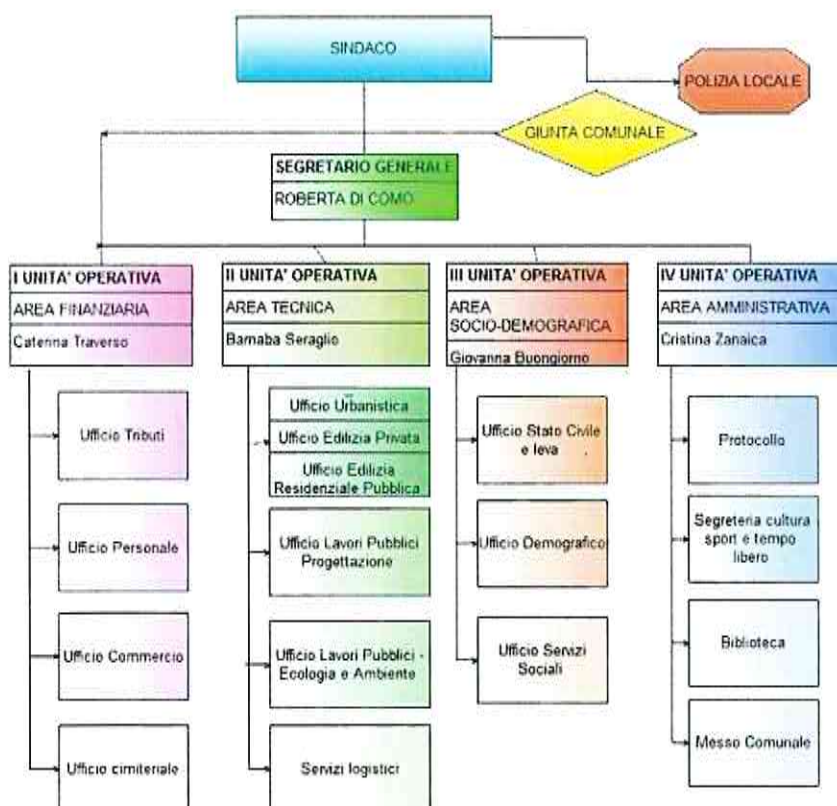 SINDACO
POLIZIA LOCALE
GIUNTA COMUNALE
SEGRETARIO GENERALE
ROBERTA DI COMO
I UNITA' OPERATIVA
AREA FINANZIARIA
Caterina Traverso
II UNITA' OPERATIVA
AREA TECNICA
Barnaba Seraglio
III UNITA' OPERATIVA
AREA
SOCIO-DEMOGRAFICA
Giovanna Buongiorno
IV UNITA' OPERATIVA
AREA AMMINISTRATIVA
Cristina Zanaica
Ufficio Tributi
Ufficio Personale
Ufficio Commercio
Ufficio cimiteriale
Ufficio Urbanistica
Ufficio Edilizia Privata
Ufficio Edilizia
Residenziale Pubblica
Ufficio Lavori Pubblici
Progettazione
Ufficio Lavori Pubblici -
Ecologia e Ambiente
Servizi logistici
Ufficio Stato Civile
e leva
Ufficio Demografico
Ufficio Servizi
Sociali
Protocollo
Segreteria cultura
sport e tempo
libero
Biblioteca
Messo Comunale